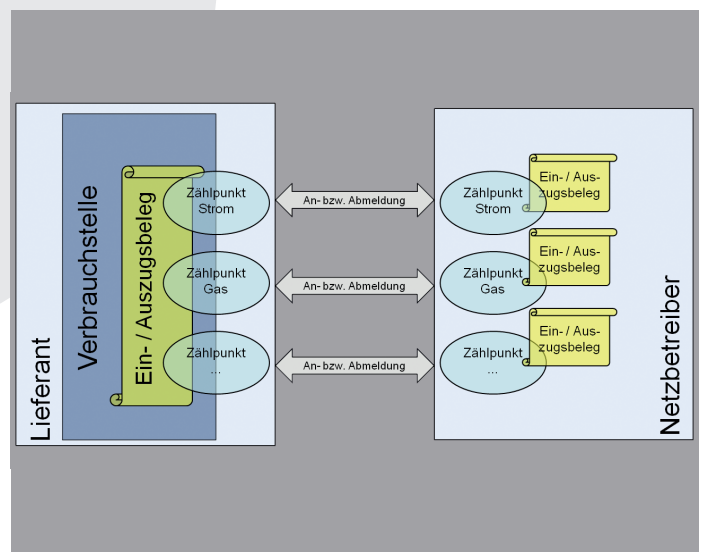 Lieferant
Verbrauchstelle
Ein- / Auszugsbeleg
Zählpunkt
Strom
Zählpunkt
Gas
Zählpunkt
...
An- bzw. Abmeldung
An- bzw. Abmeldung
An- bzw. Abmeldung
Zählpunkt
Strom
Zählpunkt
Gas
Zählpunkt
...
Ein- / Aus-
zugsbeleg
Ein- / Aus-
zugsbeleg
Ein- / Aus-
zugsbeleg
Netzbetreiber